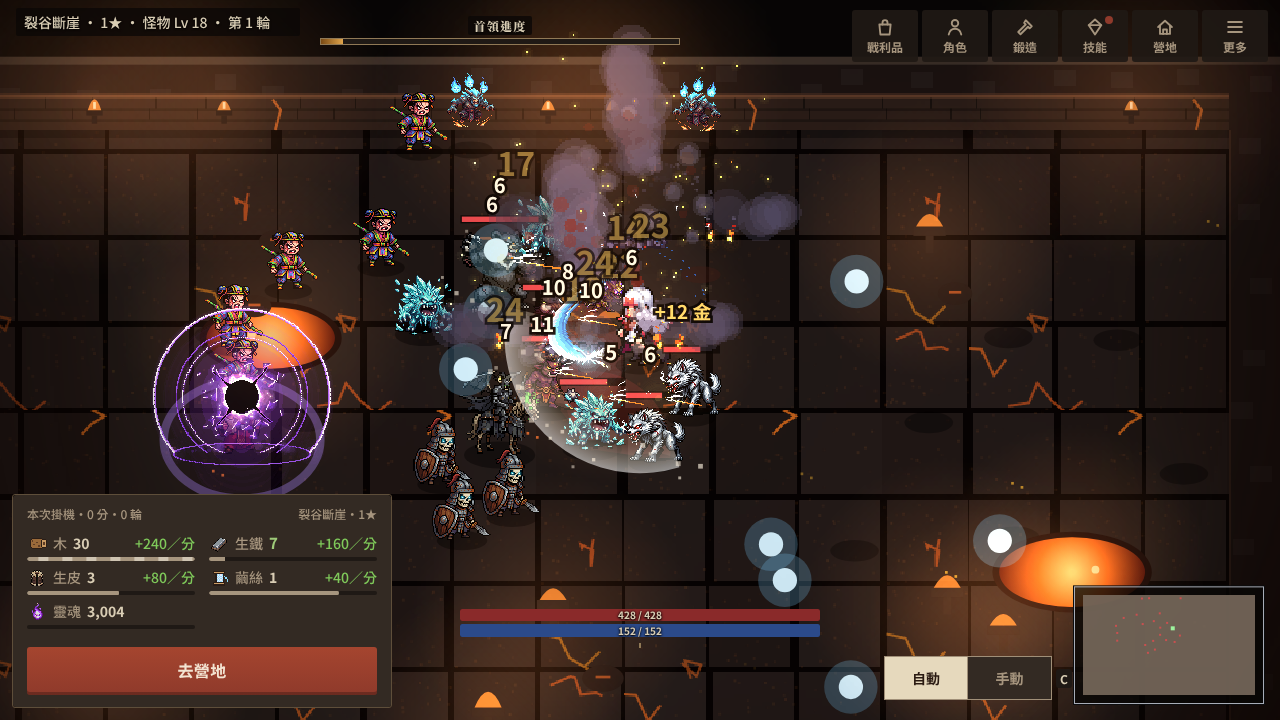 裂谷斷崖・1★・怪物 Lv 18・第 1 輪
首領進度
戰利品
角色
鍛造
技能
營地
更多
17
6
6
23
24
6
8
10
10
+12 金
24
7
11
5
6
本次掛機・0 分・0 輪
裂谷斷崖・1★
木 30 +240／分
生鐵 7 +160／分
生皮 3 +80／分
繭絲 1 +40／分
靈魂 3,004
去營地
428 / 428
152 / 152
自動
手動
C